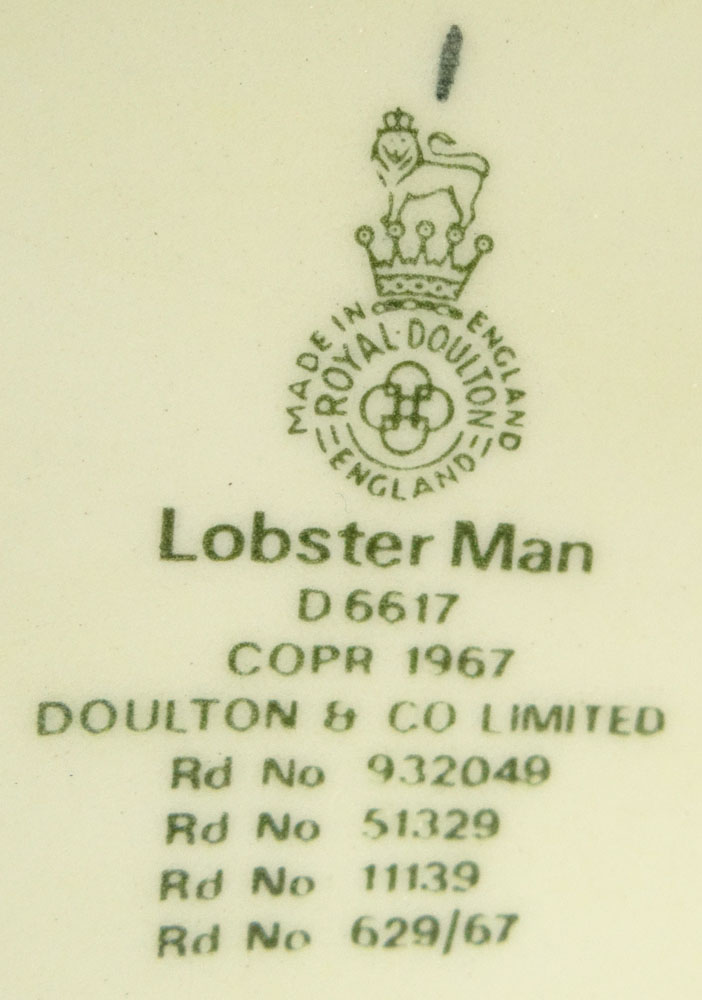 MADE IN ENGLAND
ROYAL·DOULTON
ENGLAND
Lobster Man
D 6617
COPR 1967
DOULTON & CO LIMITED
Rd No 932049
Rd No 51329
Rd No 11139
Rd No 629/67